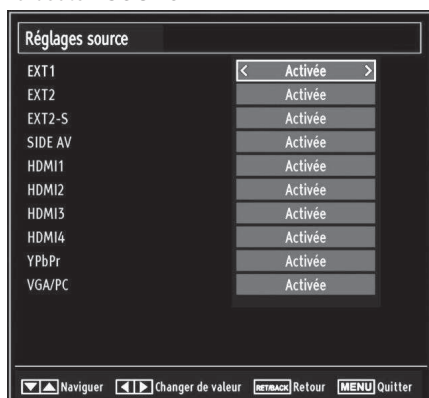 Réglages source
EXT1 < Activée >
EXT2 Activée
EXT2-S Activée
SIDE AV Activée
HDMI1 Activée
HDMI2 Activée
HDMI3 Activée
HDMI4 Activée
YPbPr Activée
VGA/PC Activée
Naviguer Changer de valeur RET/BACK Retour MENU Quitter